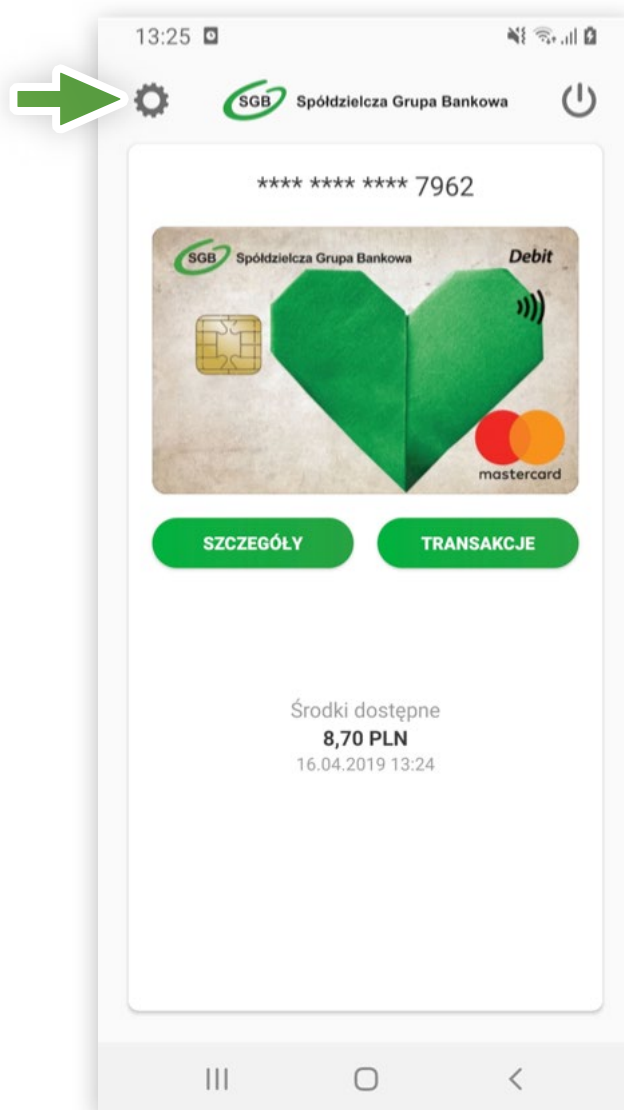 13:25
SGB Spółdzielcza Grupa Bankowa
**** **** **** 7962
SGB Spółdzielcza Grupa Bankowa Debit
mastercard
SZCZEGÓŁY TRANSAKCJE
Środki dostępne
8,70 PLN
16.04.2019 13:24